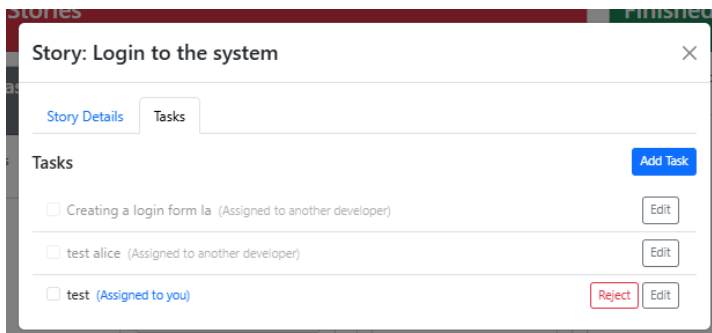 Stories
Finished
Story: Login to the system
Story Details
Tasks
Tasks
Add Task
Creating a login form la (Assigned to another developer)
Edit
test alice (Assigned to another developer)
Edit
test (Assigned to you)
Reject
Edit